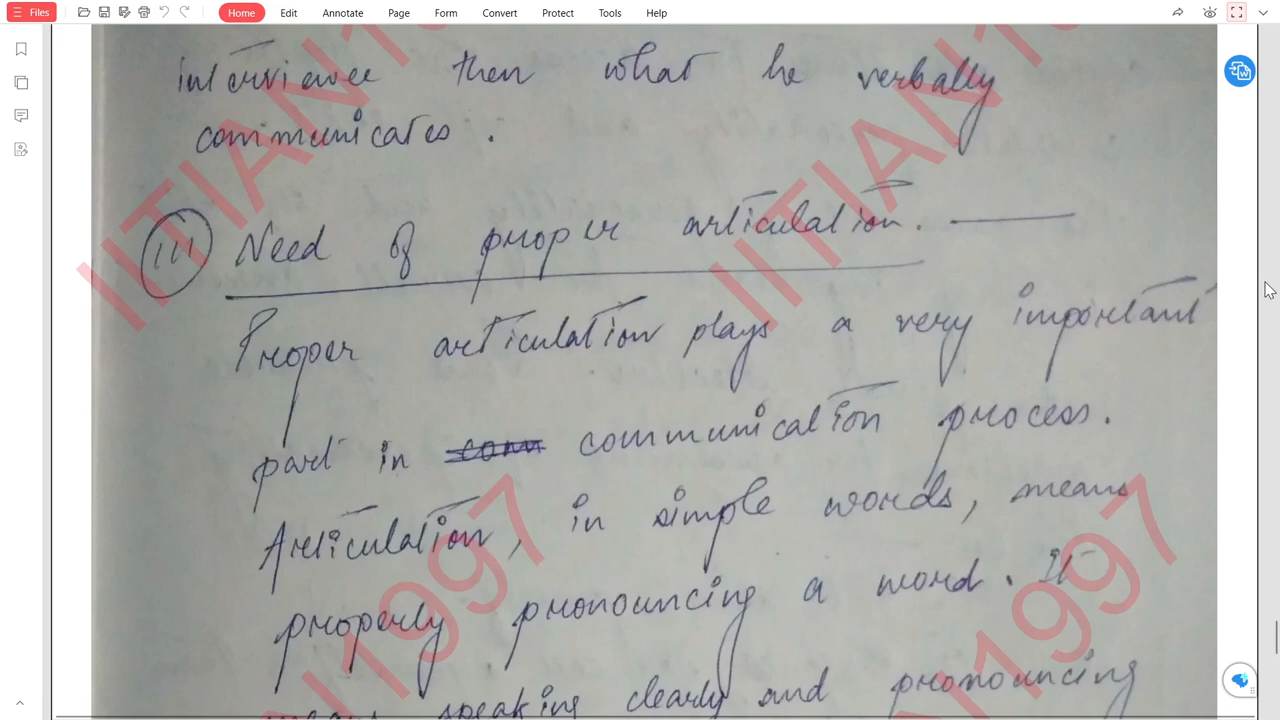 Files
Home Edit Annotate Page Form Convert Protect Tools Help
interviewee then what he verbally
communicates.
(iii) Need of proper articulation. —
Proper articulation plays a very important
part in communication process.
Articulation, in simple words, means
properly pronouncing a word. It
means speaking clearly and pronouncing
IITIAN1997